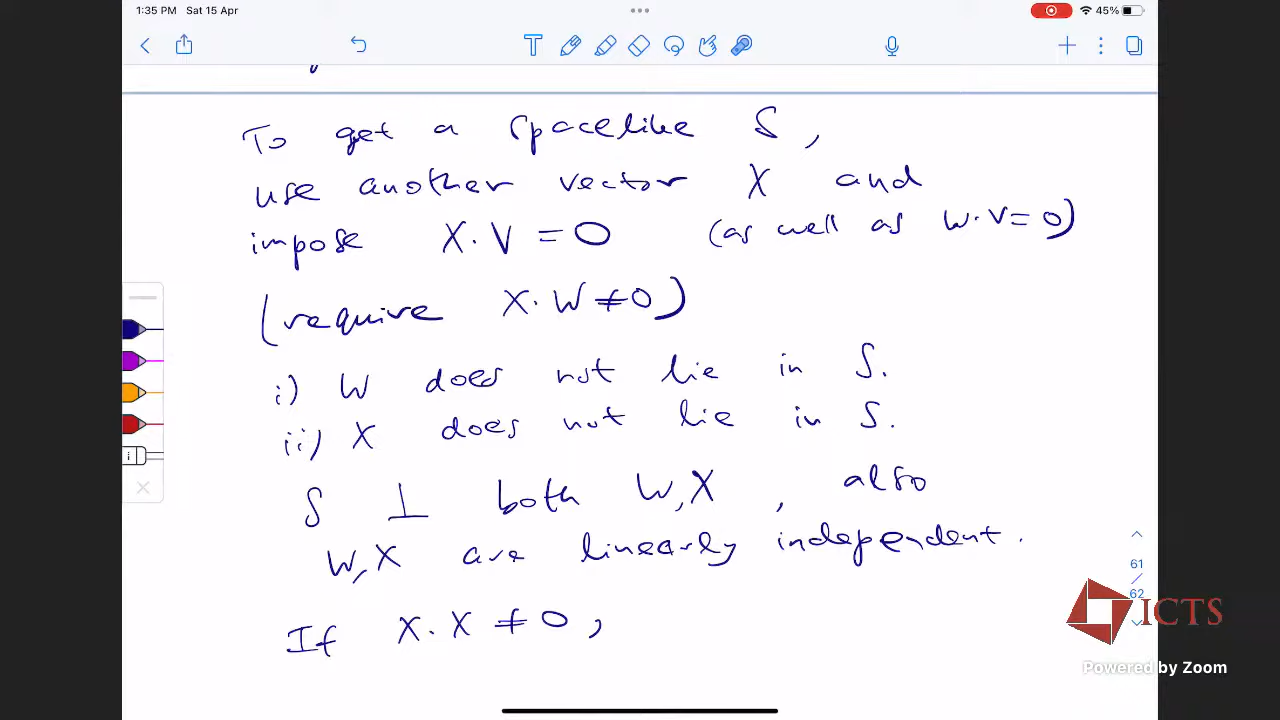 1:35 PM Sat 15 Apr
45%
To get a spacelike S,
use another vector X and
impose X·V = 0 (as well as W·V=0)
(require X·W≠0)
i) W does not lie in S.
ii) X does not lie in S.
S ⊥ both W,X , also
W,X are linearly independent.
If X·X ≠ 0,
61
/
62
ICTS
Powered by Zoom